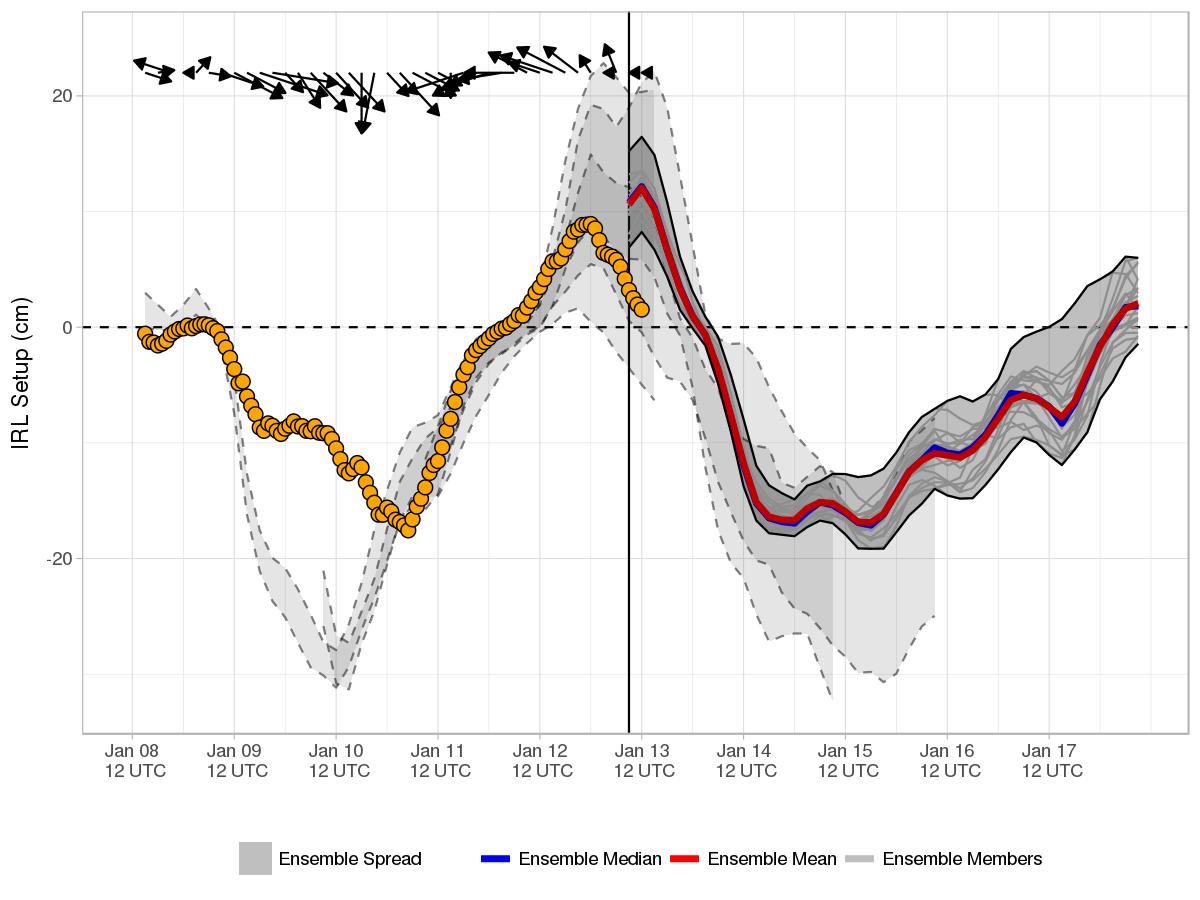 IRL Setup (cm)
20
0
-20
Jan 08 Jan 09 Jan 10 Jan 11 Jan 12 Jan 13 Jan 14 Jan 15 Jan 16 Jan 17
12 UTC 12 UTC 12 UTC 12 UTC 12 UTC 12 UTC 12 UTC 12 UTC 12 UTC 12 UTC
Ensemble Spread Ensemble Median Ensemble Mean Ensemble Members